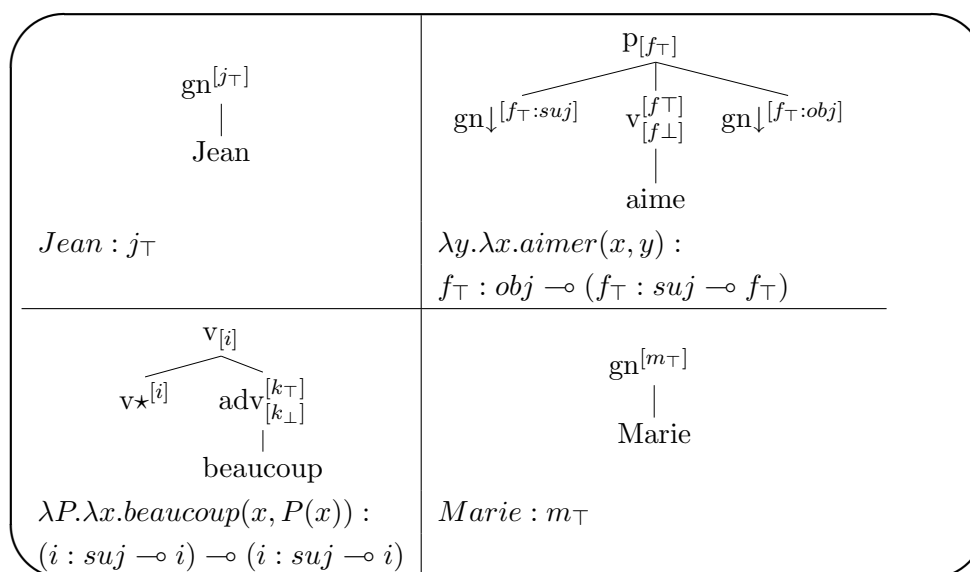 gn[j⊤]
Jean
Jean : j⊤
p[f⊤]
gn↓[f⊤:suj] v[f⊤][f⊥] gn↓[f⊤:obj]
aime
λy.λx.aimer(x, y) :
f⊤ : obj ⊸ (f⊤ : suj ⊸ f⊤)
v[i]
v⋆[i] adv[k⊤][k⊥]
beaucoup
λP.λx.beaucoup(x, P(x)) :
(i : suj ⊸ i) ⊸ (i : suj ⊸ i)
gn[m⊤]
Marie
Marie : m⊤